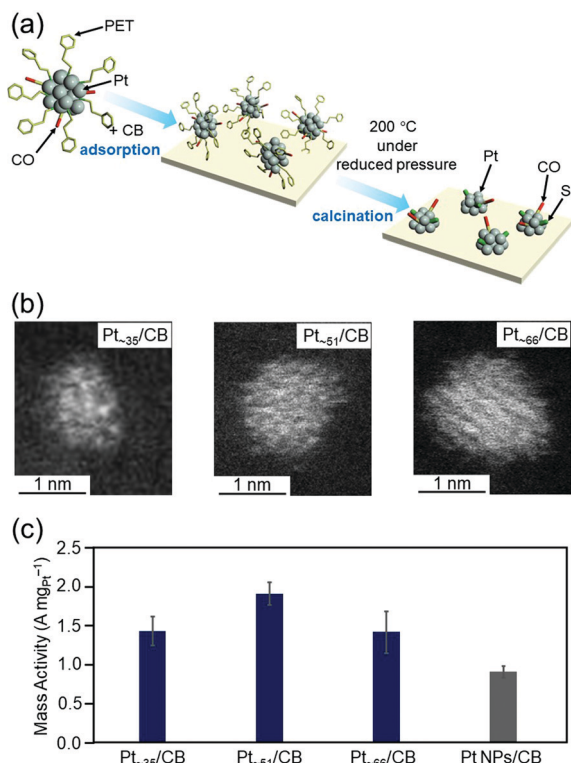 (a)
PET
Pt
+ CB
CO
adsorption
200 °C
under
reduced pressure
calcination
Pt
CO
S
(b)
Pt~35/CB
Pt~51/CB
Pt~66/CB
1 nm
1 nm
1 nm
(c)
Mass Activity (A mgPt−1)
2.5
2.0
1.5
1.0
0.5
0.0
Pt~35/CB
Pt~51/CB
Pt~66/CB
Pt NPs/CB